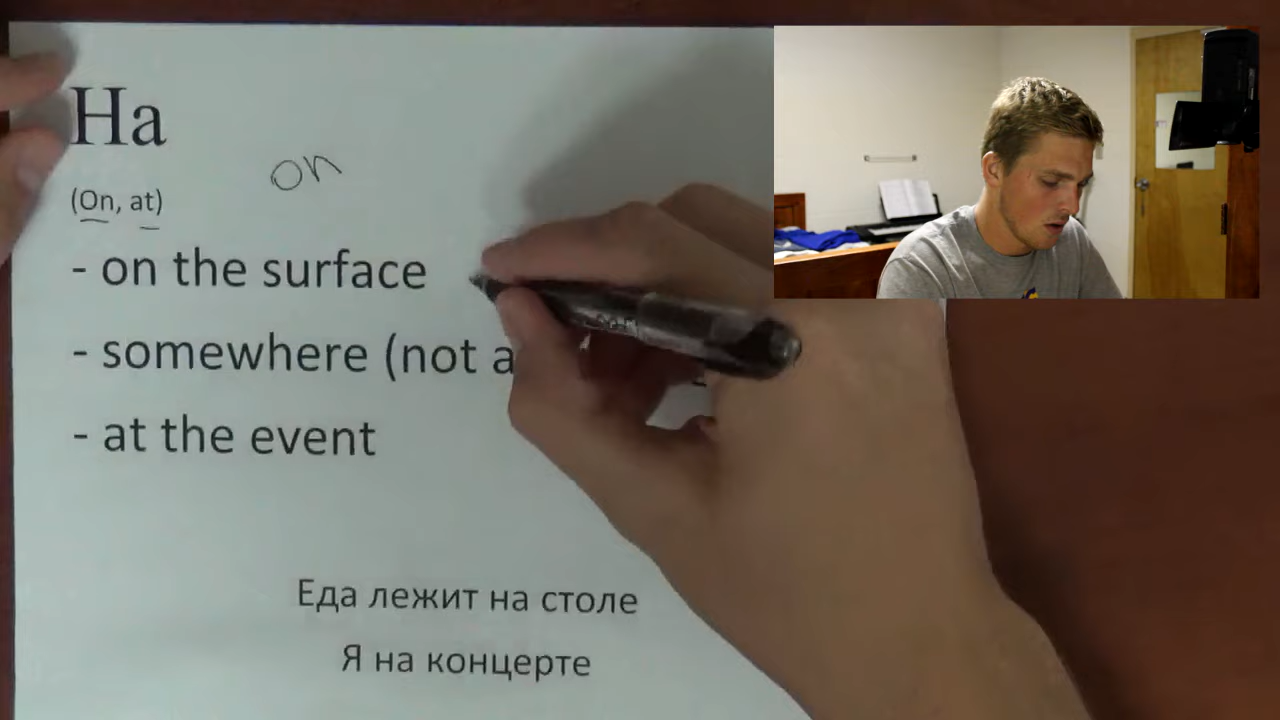 На
on
(On, at)
- on the surface
- somewhere (not
- at the event
Еда лежит на столе
Я на концерте